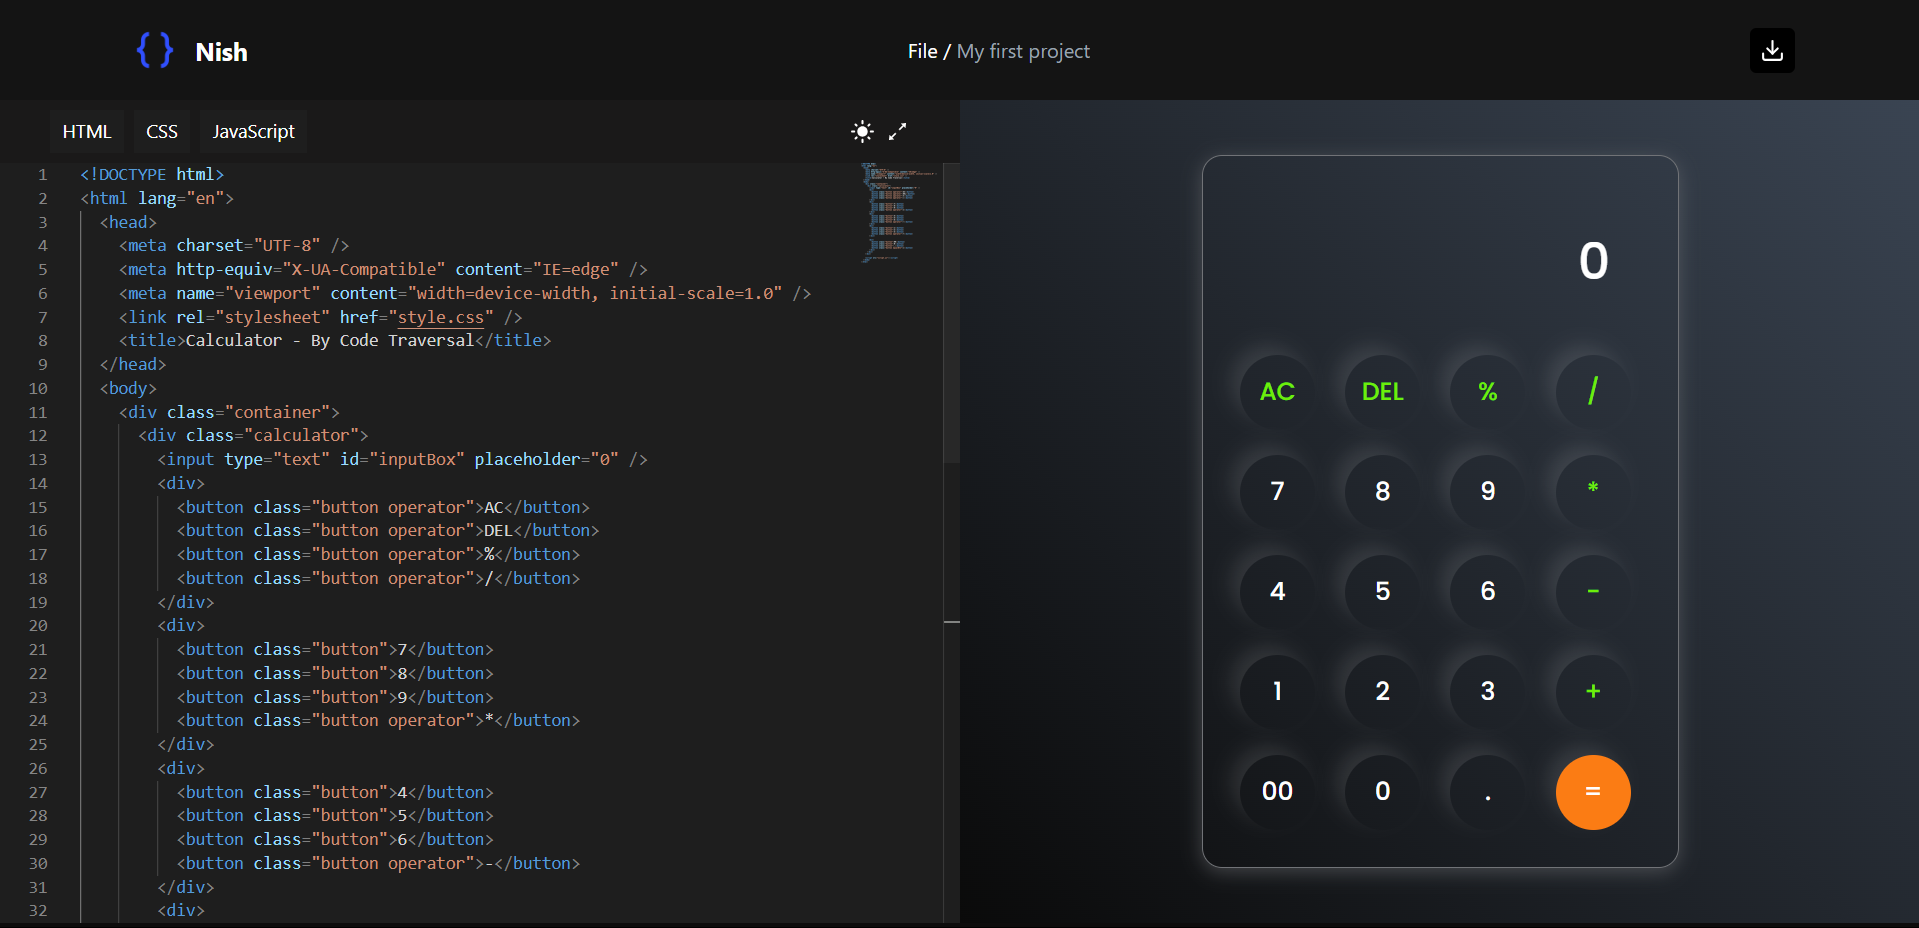 { } Nish
File / My first project
HTML CSS JavaScript
1 <!DOCTYPE html>
2 <html lang="en">
3 <head>
4 <meta charset="UTF-8" />
5 <meta http-equiv="X-UA-Compatible" content="IE=edge" />
6 <meta name="viewport" content="width=device-width, initial-scale=1.0" />
7 <link rel="stylesheet" href="style.css" />
8 <title>Calculator - By Code Traversal</title>
9 </head>
10 <body>
11 <div class="container">
12 <div class="calculator">
13 <input type="text" id="inputBox" placeholder="0" />
14 <div>
15 <button class="button operator">AC</button>
16 <button class="button operator">DEL</button>
17 <button class="button operator">%</button>
18 <button class="button operator">/</button>
19 </div>
20 <div>
21 <button class="button">7</button>
22 <button class="button">8</button>
23 <button class="button">9</button>
24 <button class="button operator">*</button>
25 </div>
26 <div>
27 <button class="button">4</button>
28 <button class="button">5</button>
29 <button class="button">6</button>
30 <button class="button operator">-</button>
31 </div>
32 <div>
0
AC DEL % /
7 8 9 *
4 5 6 -
1 2 3 +
00 0 . =